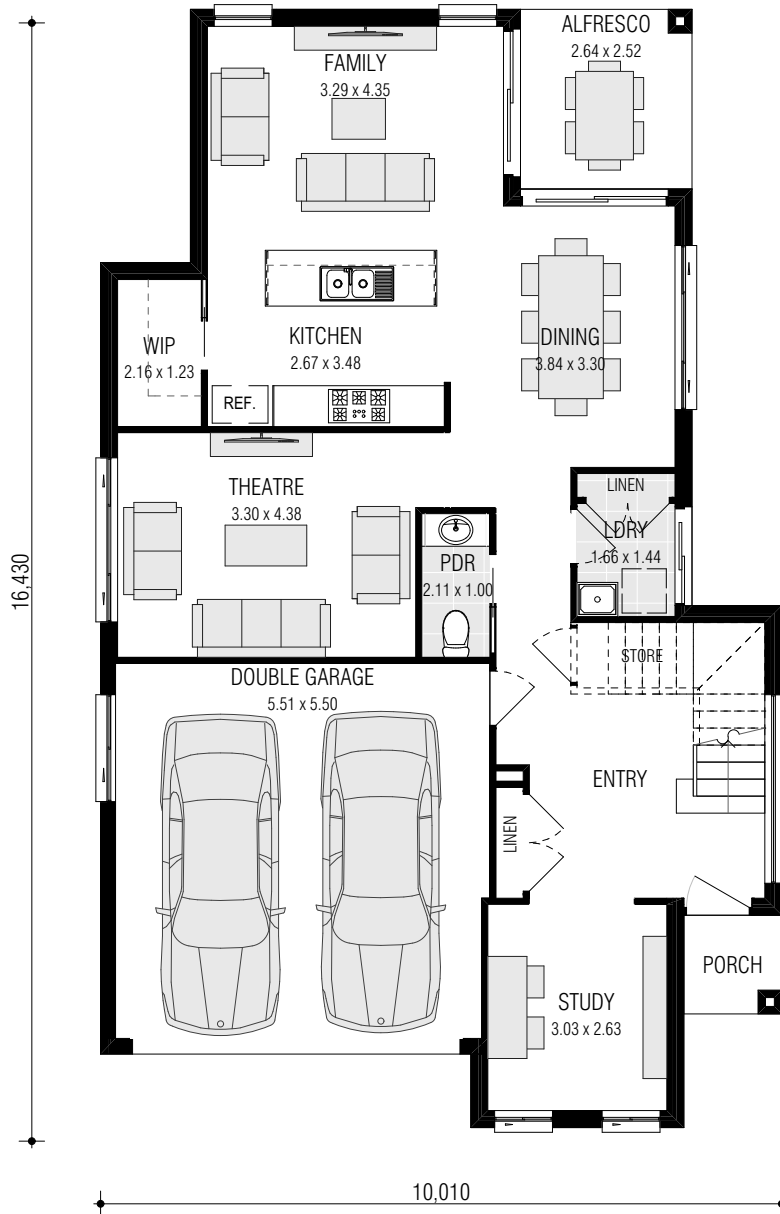 ALFRESCO
2.64 x 2.52
FAMILY
3.29 x 4.35
KITCHEN
2.67 x 3.48
WIP
2.16 x 1.23
DINING
3.84 x 3.30
REF.
THEATRE
3.30 x 4.38
LINEN
LDRY
1.66 x 1.44
PDR
2.11 x 1.00
16,430
STORE
DOUBLE GARAGE
5.51 x 5.50
ENTRY
LINEN
PORCH
STUDY
3.03 x 2.63
10,010